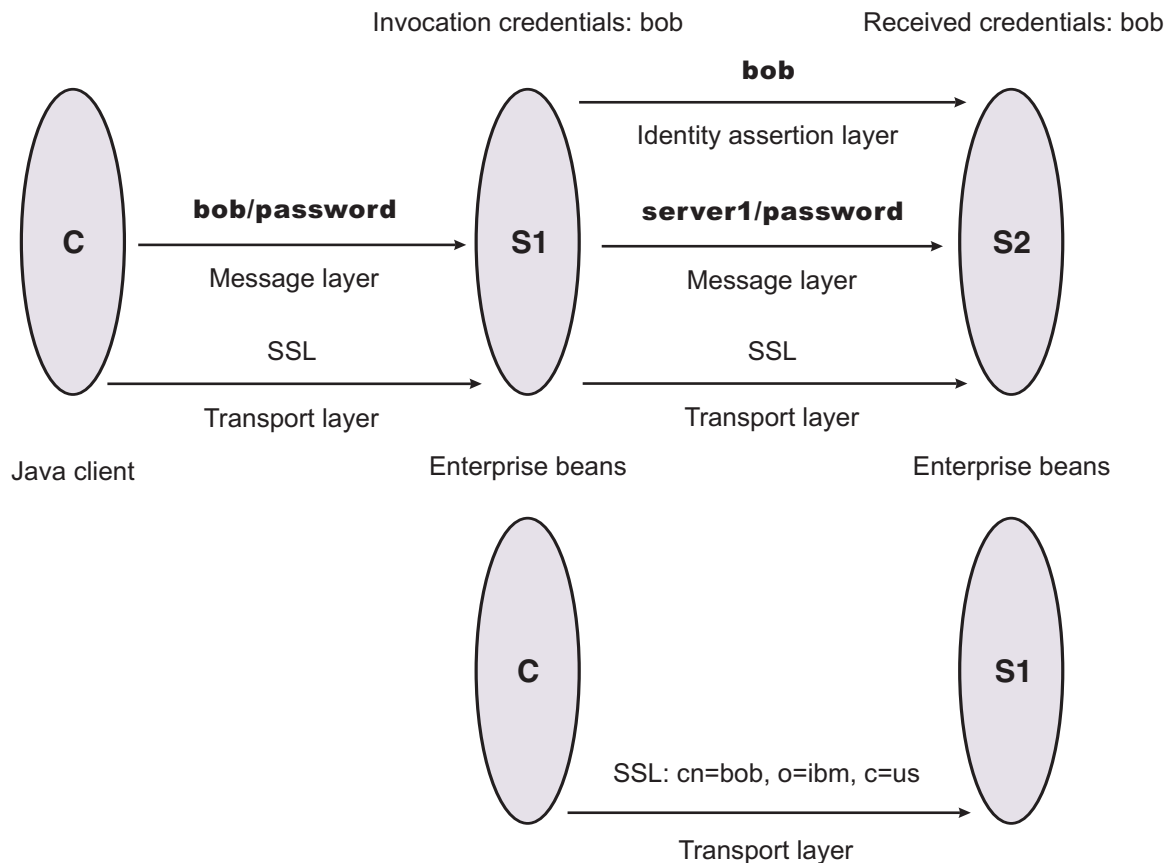 Invocation credentials: bob
Received credentials: bob
bob
Identity assertion layer
bob/password
server1/password
C
S1
S2
Message layer
Message layer
SSL
SSL
Transport layer
Transport layer
Java client
Enterprise beans
Enterprise beans
C
S1
SSL: cn=bob, o=ibm, c=us
Transport layer